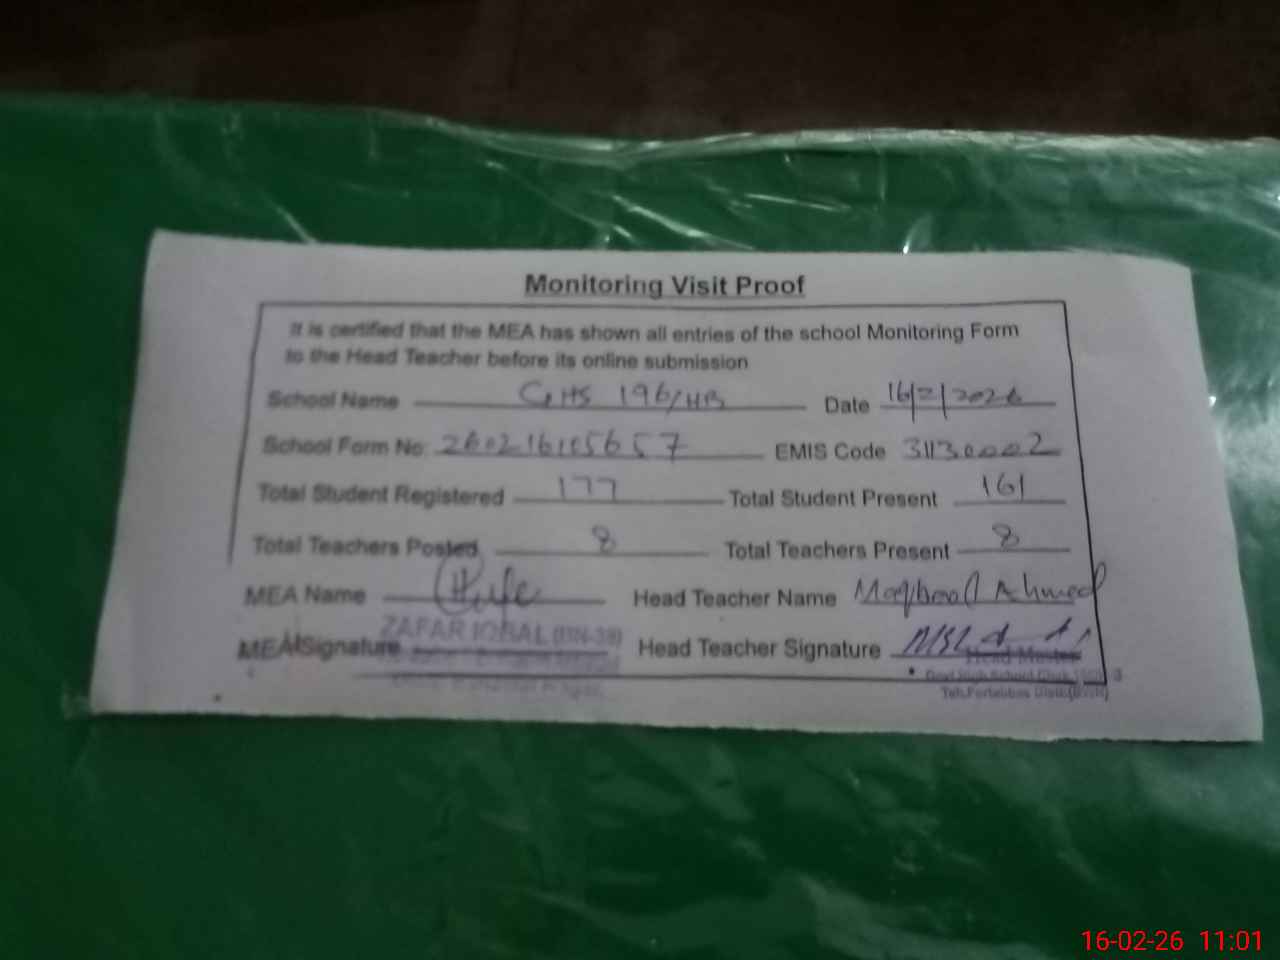 Monitoring Visit Proof
It is certified that the MEA has shown all entries of the school Monitoring Form
to the Head Teacher before its online submission
School Name GHS 196/HB Date 16/2/2026
School Form No: 260216105657 EMIS Code 31130002
Total Student Registered 177 Total Student Present 161
Total Teachers Posted 8 Total Teachers Present 8
MEA Name Head Teacher Name Maqbool Ahmed
ZAFAR IQBAL
MEA Signature Head Teacher Signature
Head Master
Teh.Fortabbas Distt.
16-02-26 11:01